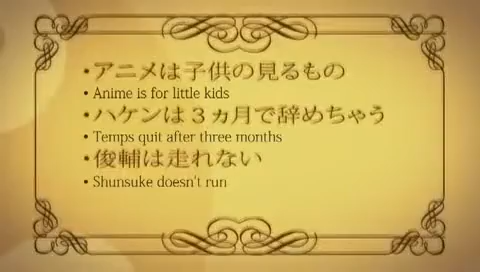 •アニメは子供の見るもの
• Anime is for little kids
•ハケンは3ヵ月で辞めちゃう
• Temps quit after three months
•俊輔は走れない
• Shunsuke doesn't run